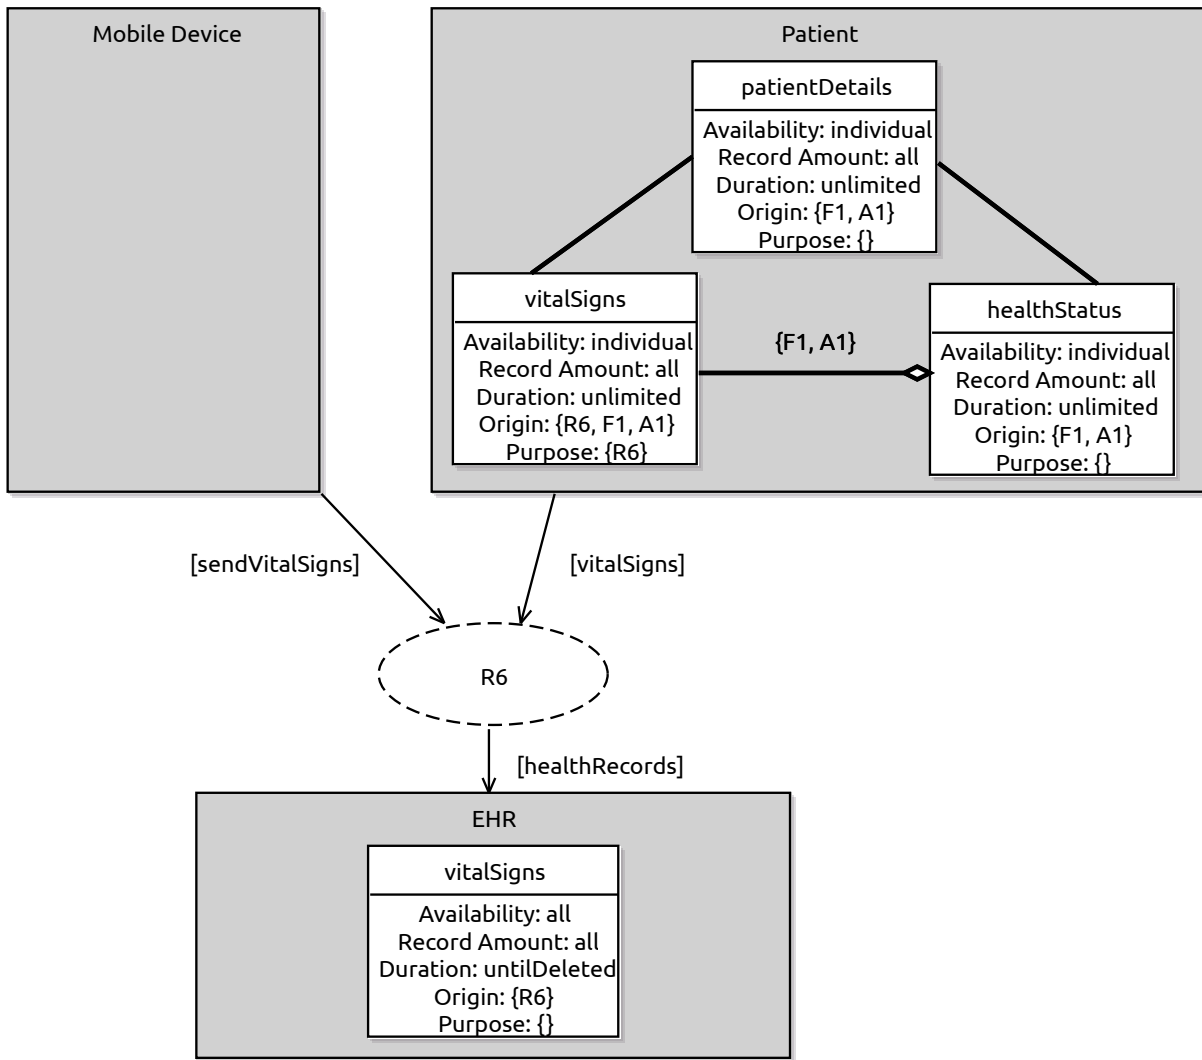 Mobile Device
Patient
patientDetails
Availability: individual
Record Amount: all
Duration: unlimited
Origin: {F1, A1}
Purpose: {}
vitalSigns
Availability: individual
Record Amount: all
Duration: unlimited
Origin: {R6, F1, A1}
Purpose: {R6}
{F1, A1}
healthStatus
Availability: individual
Record Amount: all
Duration: unlimited
Origin: {F1, A1}
Purpose: {}
[sendVitalSigns]
[vitalSigns]
R6
[healthRecords]
EHR
vitalSigns
Availability: all
Record Amount: all
Duration: untilDeleted
Origin: {R6}
Purpose: {}